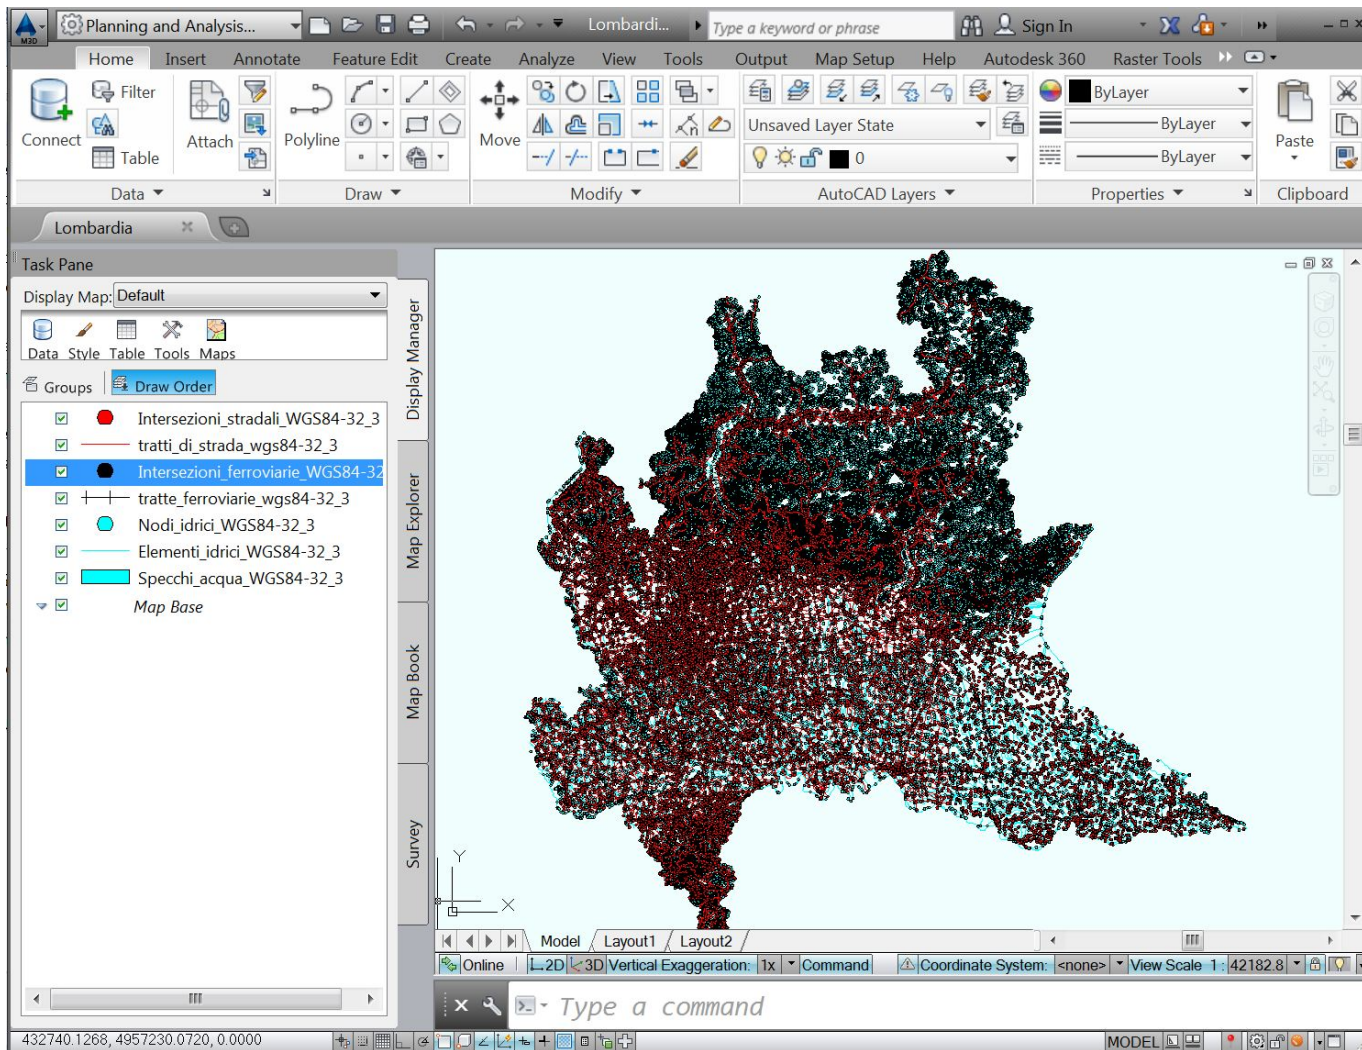 M3D Planning and Analysis... Lombardi... Type a keyword or phrase Sign In
Home Insert Annotate Feature Edit Create Analyze View Tools Output Map Setup Help Autodesk 360 Raster Tools
Connect Filter Table Attach Polyline Move Unsaved Layer State 0 ByLayer ByLayer ByLayer Paste
Data Draw Modify AutoCAD Layers Properties Clipboard
Lombardia
Task Pane
Display Map: Default
Data Style Table Tools Maps
Groups Draw Order
Intersezioni_stradali_WGS84-32_3
tratti_di_strada_wgs84-32_3
Intersezioni_ferroviarie_WGS84-32
tratte_ferroviarie_wgs84-32_3
Nodi_idrici_WGS84-32_3
Elementi_idrici_WGS84-32_3
Specchi_acqua_WGS84-32_3
Map Base
Display Manager
Map Explorer
Map Book
Survey
Y
X
Model Layout1 Layout2
Online 2D 3D Vertical Exaggeration: 1x Command Coordinate System: <none> View Scale 1 : 42182.8
Type a command
432740.1268, 4957230.0720, 0.0000 MODEL